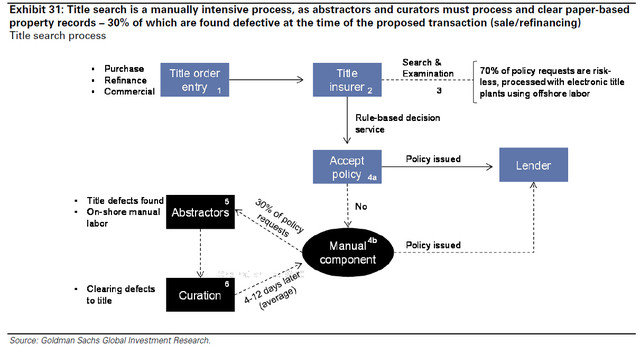 Exhibit 31: Title search is a manually intensive process, as abstractors and curators must process and clear paper-based
property records – 30% of which are found defective at the time of the proposed transaction (sale/refinancing)
Title search process
• Purchase
• Refinance
• Commercial
Title order
entry 1
Title
insurer 2
Search &
Examination
3
70% of policy requests are risk-
less, processed with electronic title
plants using offshore labor
Rule-based decision
service
Accept
policy 4a
Policy issued
Lender
No
• Title defects found
• On-shore manual
labor
5
Abstractors
30% of policy
requests
4b
Manual
component
Policy issued
• Clearing defects
to title
6
Curation
4-12 days later
(average)
Source: Goldman Sachs Global Investment Research.